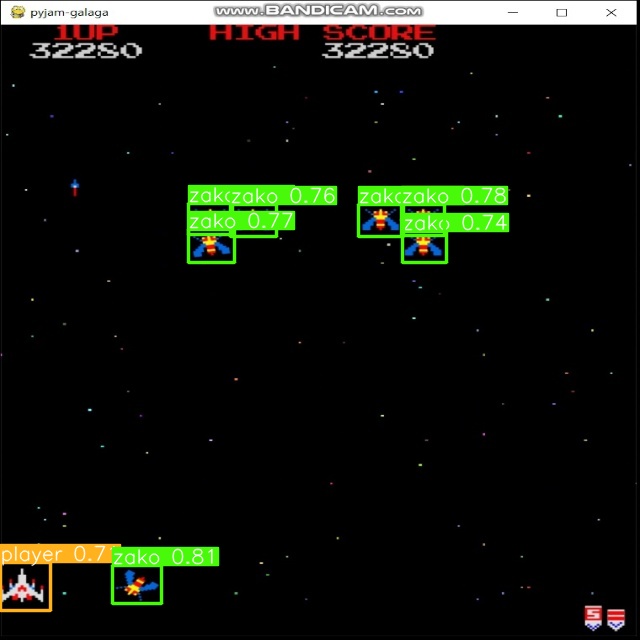 www.BANDICAM.com
pyjam-galaga
1UP HIGH SCORE
32280 32280
zako 0.76 zako 0.78
zako 0.77 zako 0.74
player 0.7
zako 0.81
5